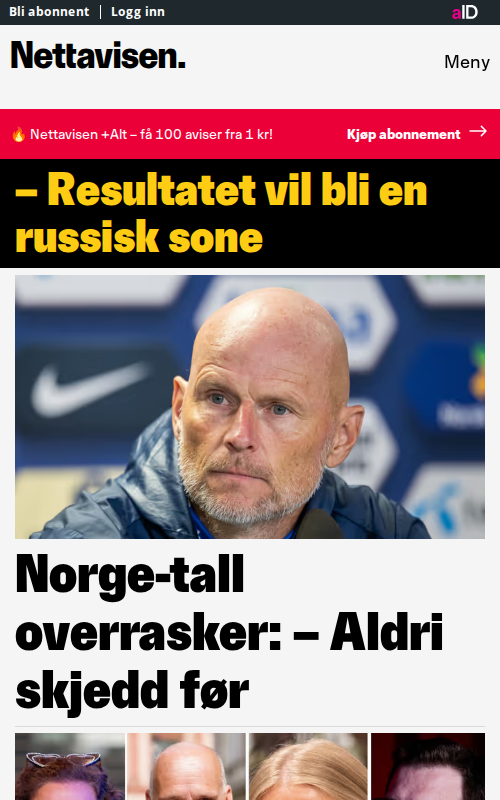 Bli abonnent | Logg inn
aID
Nettavisen.
Meny
🔥 Nettavisen +Alt – få 100 aviser fra 1 kr!
Kjøp abonnement →
– Resultatet vil bli en
russisk sone
Norge-tall
overrasker: – Aldri
skjedd før